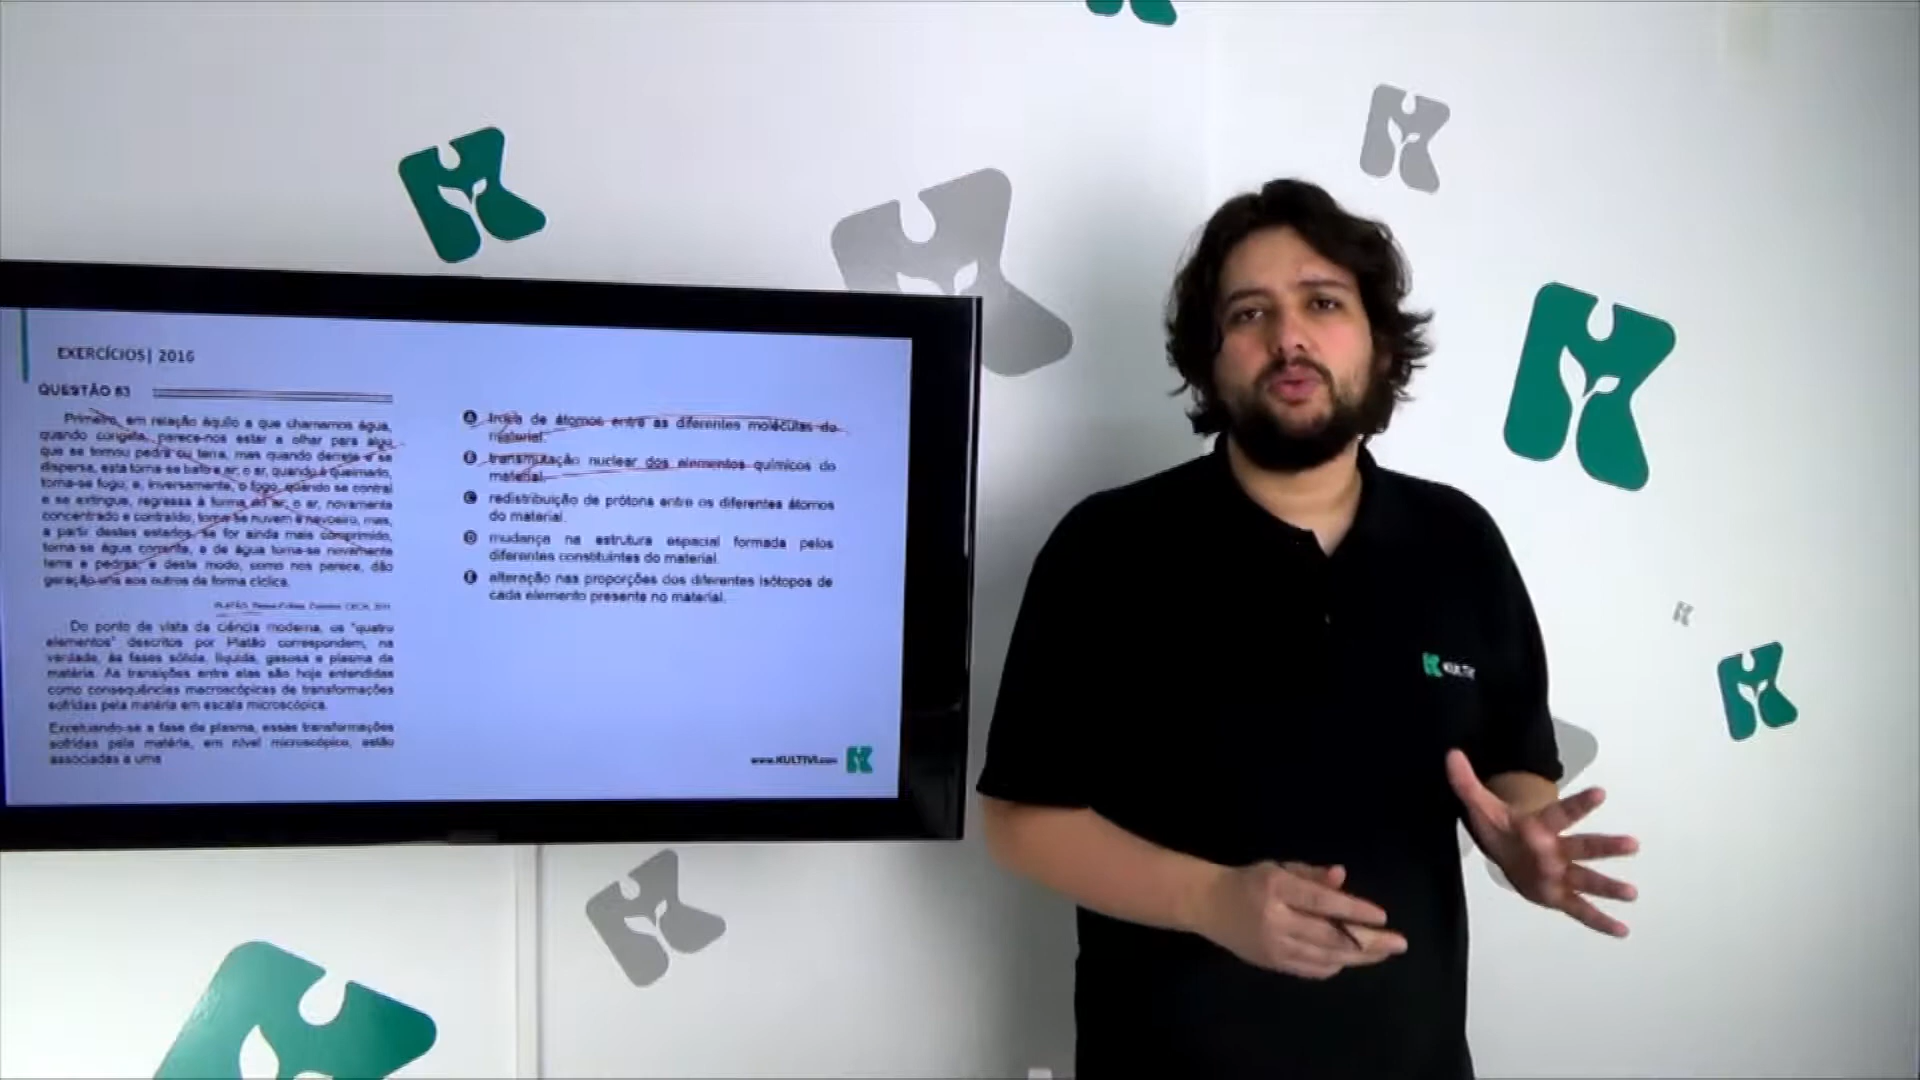 EXERCÍCIOS| 2016
QUESTÃO 63
Primeiro, em relação àquilo a que chamamos água,
quando congela, parece-nos estar a olhar para algo
que se tornou pedra ou terra, mas quando derrete e se
dispersa, esta torna-se bafo e ar; o ar, quando é queimado,
torna-se fogo; e, inversamente, o fogo, quando se contrai
e se extingue, regressa à forma do ar; o ar, novamente
concentrado e contraído, torna-se nuvem e nevoeiro, mas,
a partir destes estados, se for ainda mais comprimido,
torna-se água corrente, e de água torna-se novamente
terra e pedras; e deste modo, como nos parece, dão
geração uns aos outros de forma cíclica.
PLATÃO. Coimbra: CECH, 2011.
Do ponto de vista da ciência moderna, os "quatro
elementos" descritos por Platão correspondem, na
verdade, às fases sólida, líquida, gasosa e plasma da
matéria. As transições entre elas são hoje entendidas
como consequências macroscópicas de transformações
sofridas pela matéria em escala microscópica.
Excetuando-se a fase de plasma, essas transformações
sofridas pela matéria, em nível microscópico, estão
associadas a uma
A troca de átomos entre as diferentes moléculas do
material.
B transmutação nuclear dos elementos químicos do
material.
C redistribuição de prótons entre os diferentes átomos
do material.
D mudança na estrutura espacial formada pelos
diferentes constituintes do material.
E alteração nas proporções dos diferentes isótopos de
cada elemento presente no material.
www.KULTIVI.com